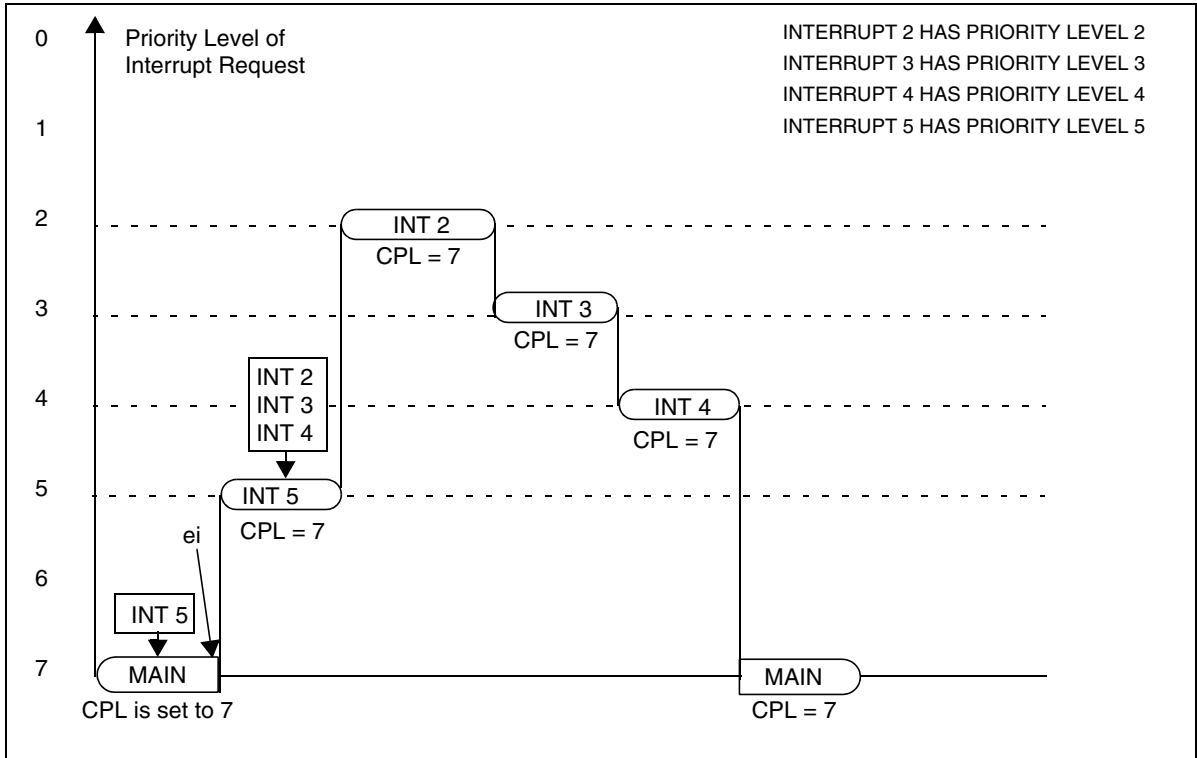 0
Priority Level of
Interrupt Request
INTERRUPT 2 HAS PRIORITY LEVEL 2
INTERRUPT 3 HAS PRIORITY LEVEL 3
INTERRUPT 4 HAS PRIORITY LEVEL 4
INTERRUPT 5 HAS PRIORITY LEVEL 5
1
2
INT 2
CPL = 7
3
INT 3
CPL = 7
INT 2
INT 3
INT 4
4
INT 4
CPL = 7
5
INT 5
CPL = 7
ei
6
INT 5
7
MAIN
CPL is set to 7
MAIN
CPL = 7